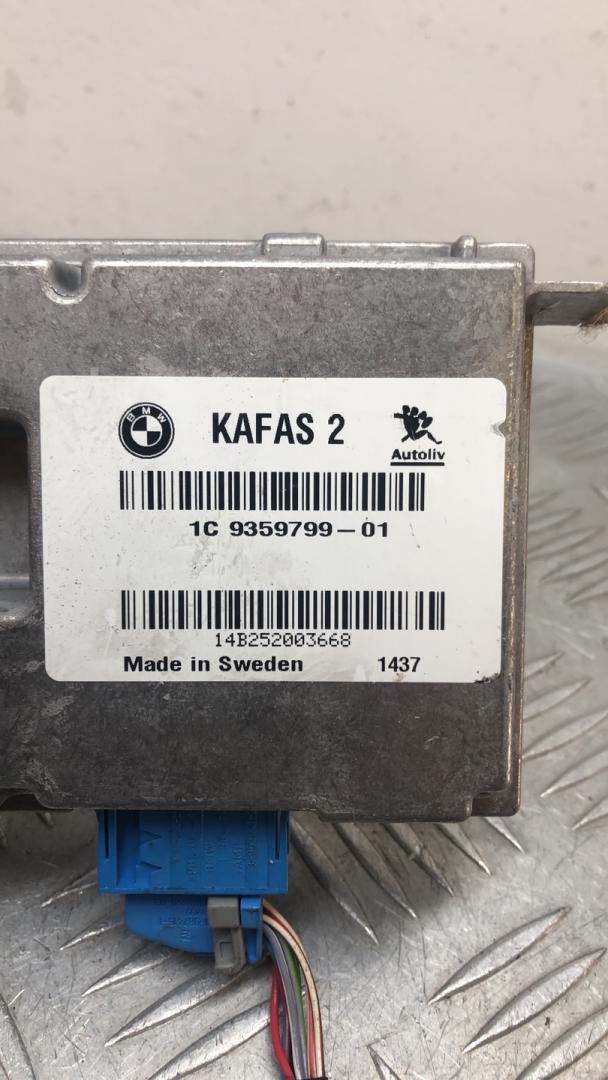 BMW
KAFAS 2
Autoliv
1C 9359799-01
14B252003668
Made in Sweden 1437